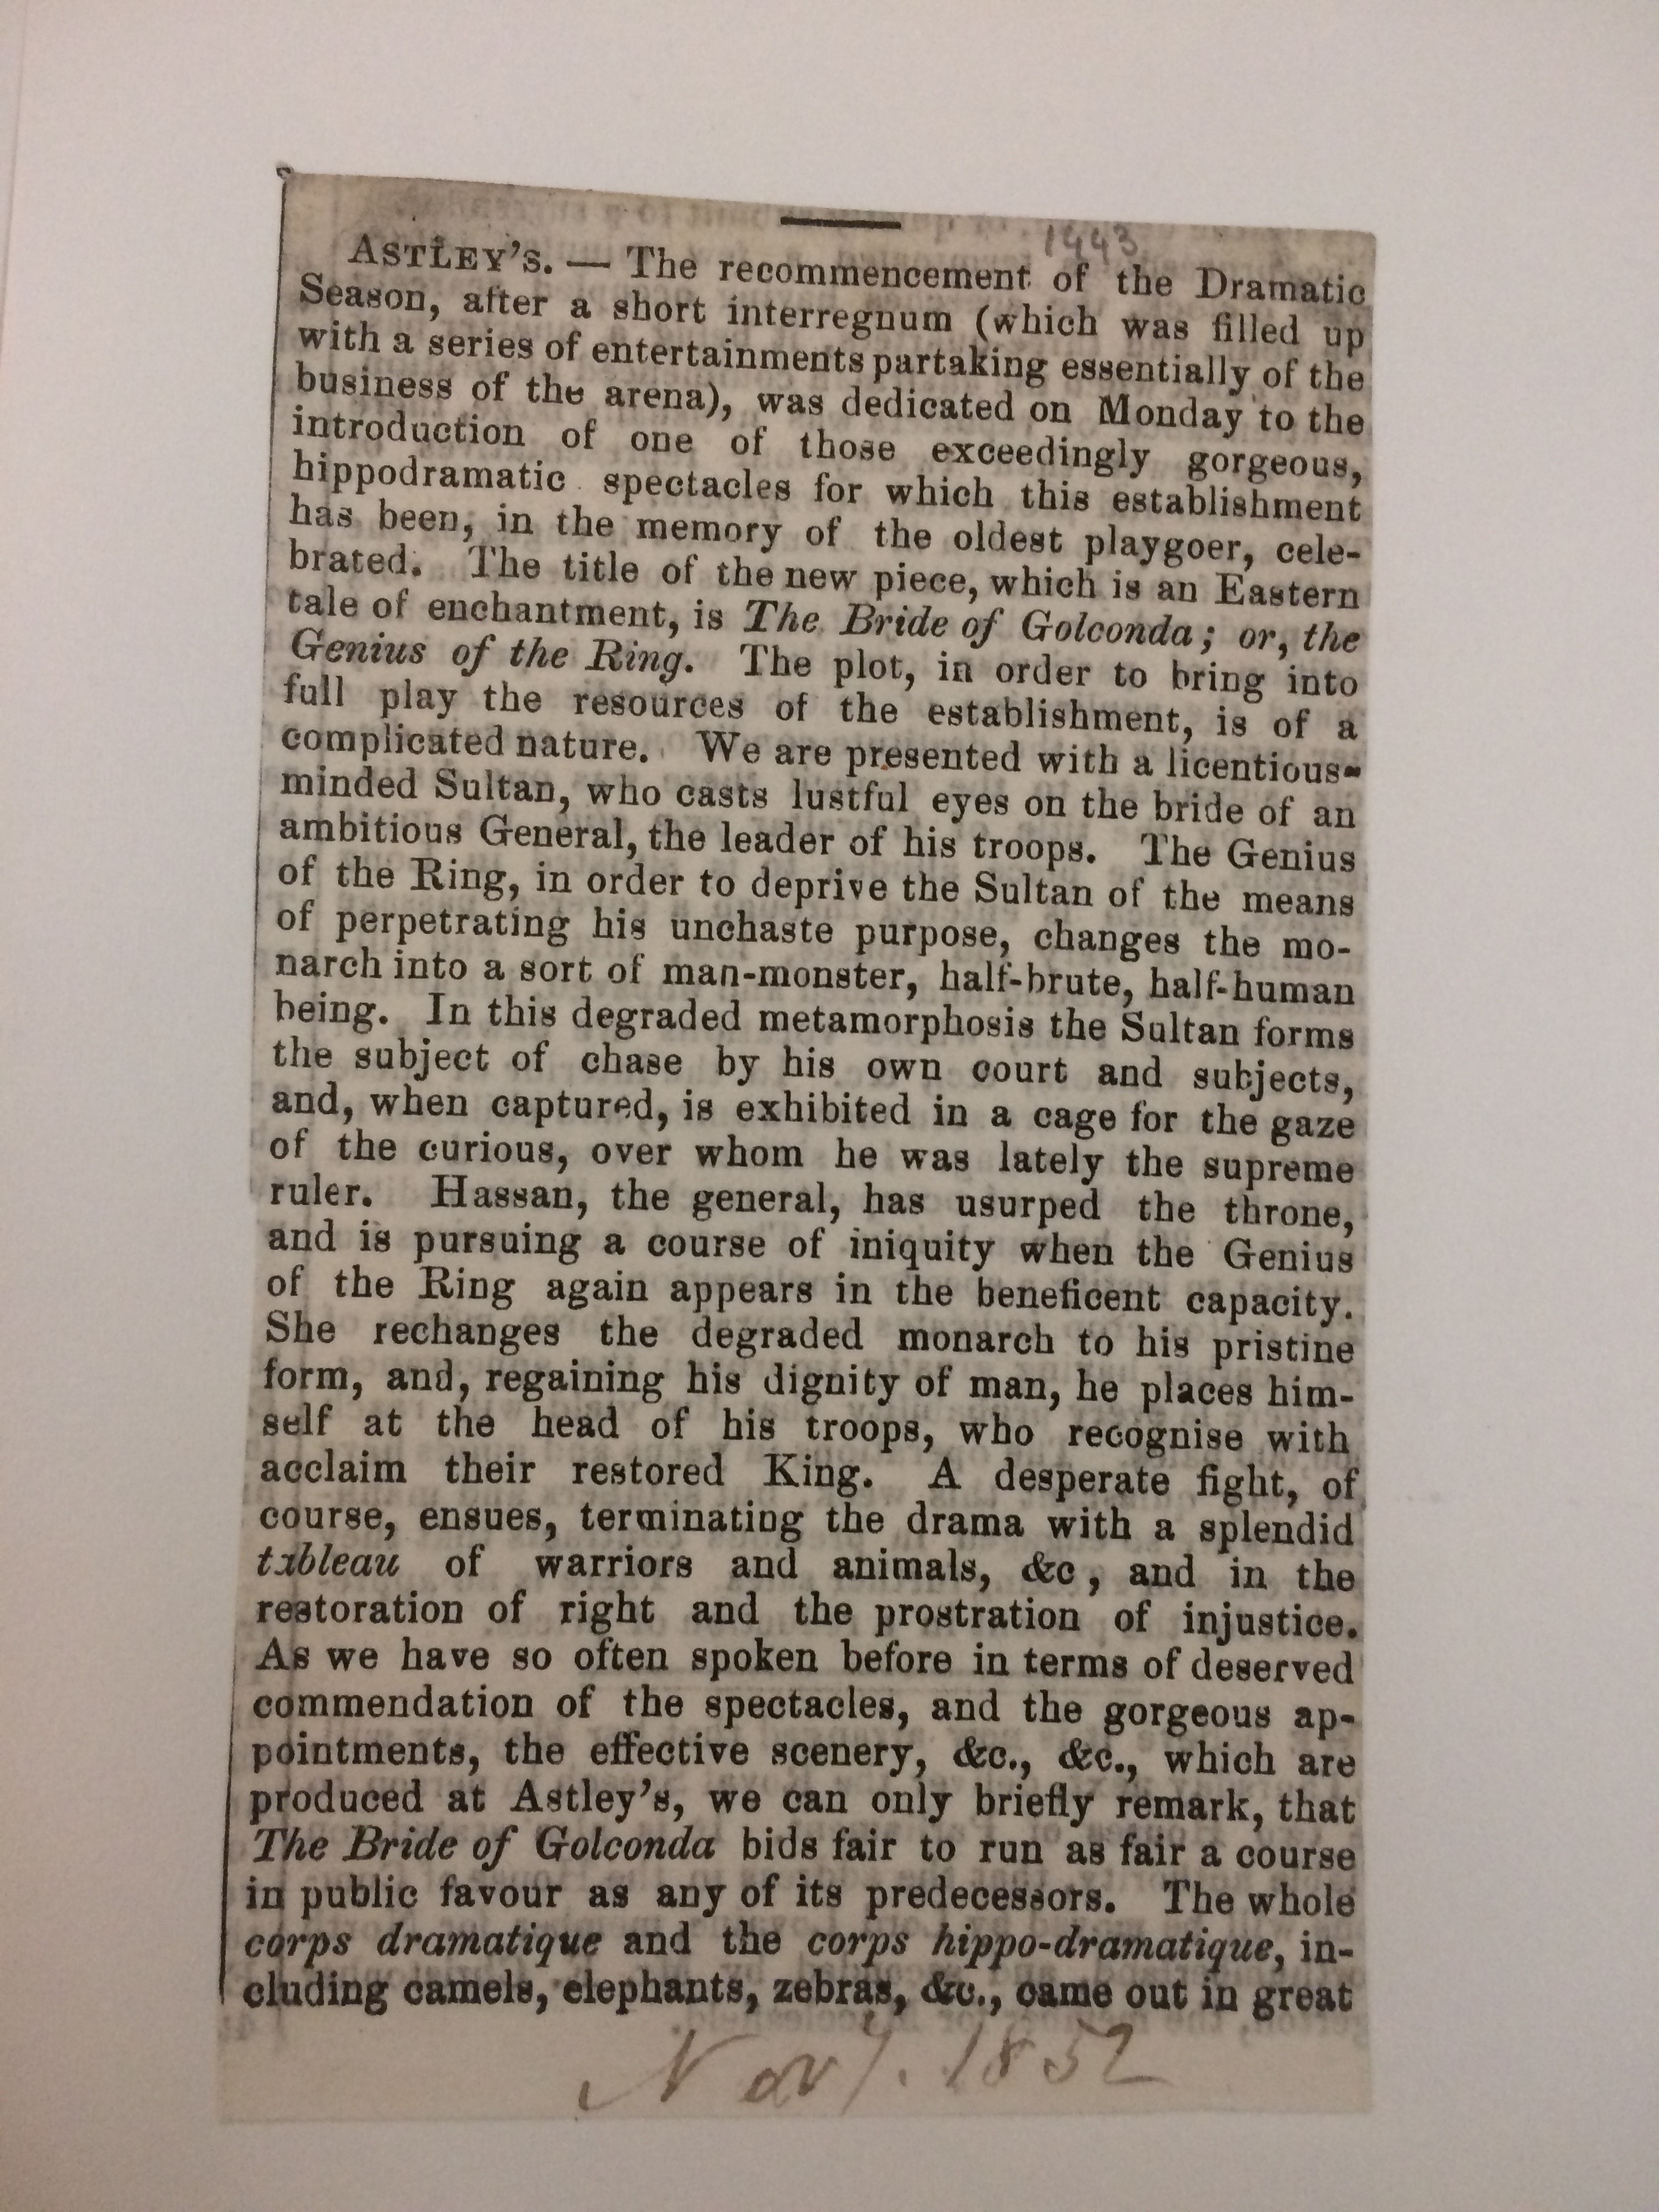 1443
ASTLEY'S. — The recommencement of the Dramatic
Season, after a short interregnum (which was filled up
with a series of entertainments partaking essentially of the
business of the arena), was dedicated on Monday to the
introduction of one of those exceedingly gorgeous,
hippodramatic spectacles for which this establishment
has been, in the memory of the oldest playgoer, cele-
brated. The title of the new piece, which is an Eastern
tale of enchantment, is The Bride of Golconda; or, the
Genius of the Ring. The plot, in order to bring into
full play the resources of the establishment, is of a
complicated nature. We are presented with a licentious-
minded Sultan, who casts lustful eyes on the bride of an
ambitious General, the leader of his troops. The Genius
of the Ring, in order to deprive the Sultan of the means
of perpetrating his unchaste purpose, changes the mo-
narch into a sort of man-monster, half-brute, half-human
being. In this degraded metamorphosis the Sultan forms
the subject of chase by his own court and subjects,
and, when captured, is exhibited in a cage for the gaze
of the curious, over whom he was lately the supreme
ruler. Hassan, the general, has usurped the throne,
and is pursuing a course of iniquity when the Genius
of the Ring again appears in the beneficent capacity.
She rechanges the degraded monarch to his pristine
form, and, regaining his dignity of man, he places him-
self at the head of his troops, who recognise with
acclaim their restored King. A desperate fight, of
course, ensues, terminating the drama with a splendid
tableau of warriors and animals, &c , and in the
restoration of right and the prostration of injustice.
As we have so often spoken before in terms of deserved
commendation of the spectacles, and the gorgeous ap-
pointments, the effective scenery, &c., &c., which are
produced at Astley's, we can only briefly remark, that
The Bride of Golconda bids fair to run as fair a course
in public favour as any of its predecessors. The whole
corps dramatique and the corps hippo-dramatique, in-
cluding camels, elephants, zebras, &c., came out in great
Nov 7. 1852